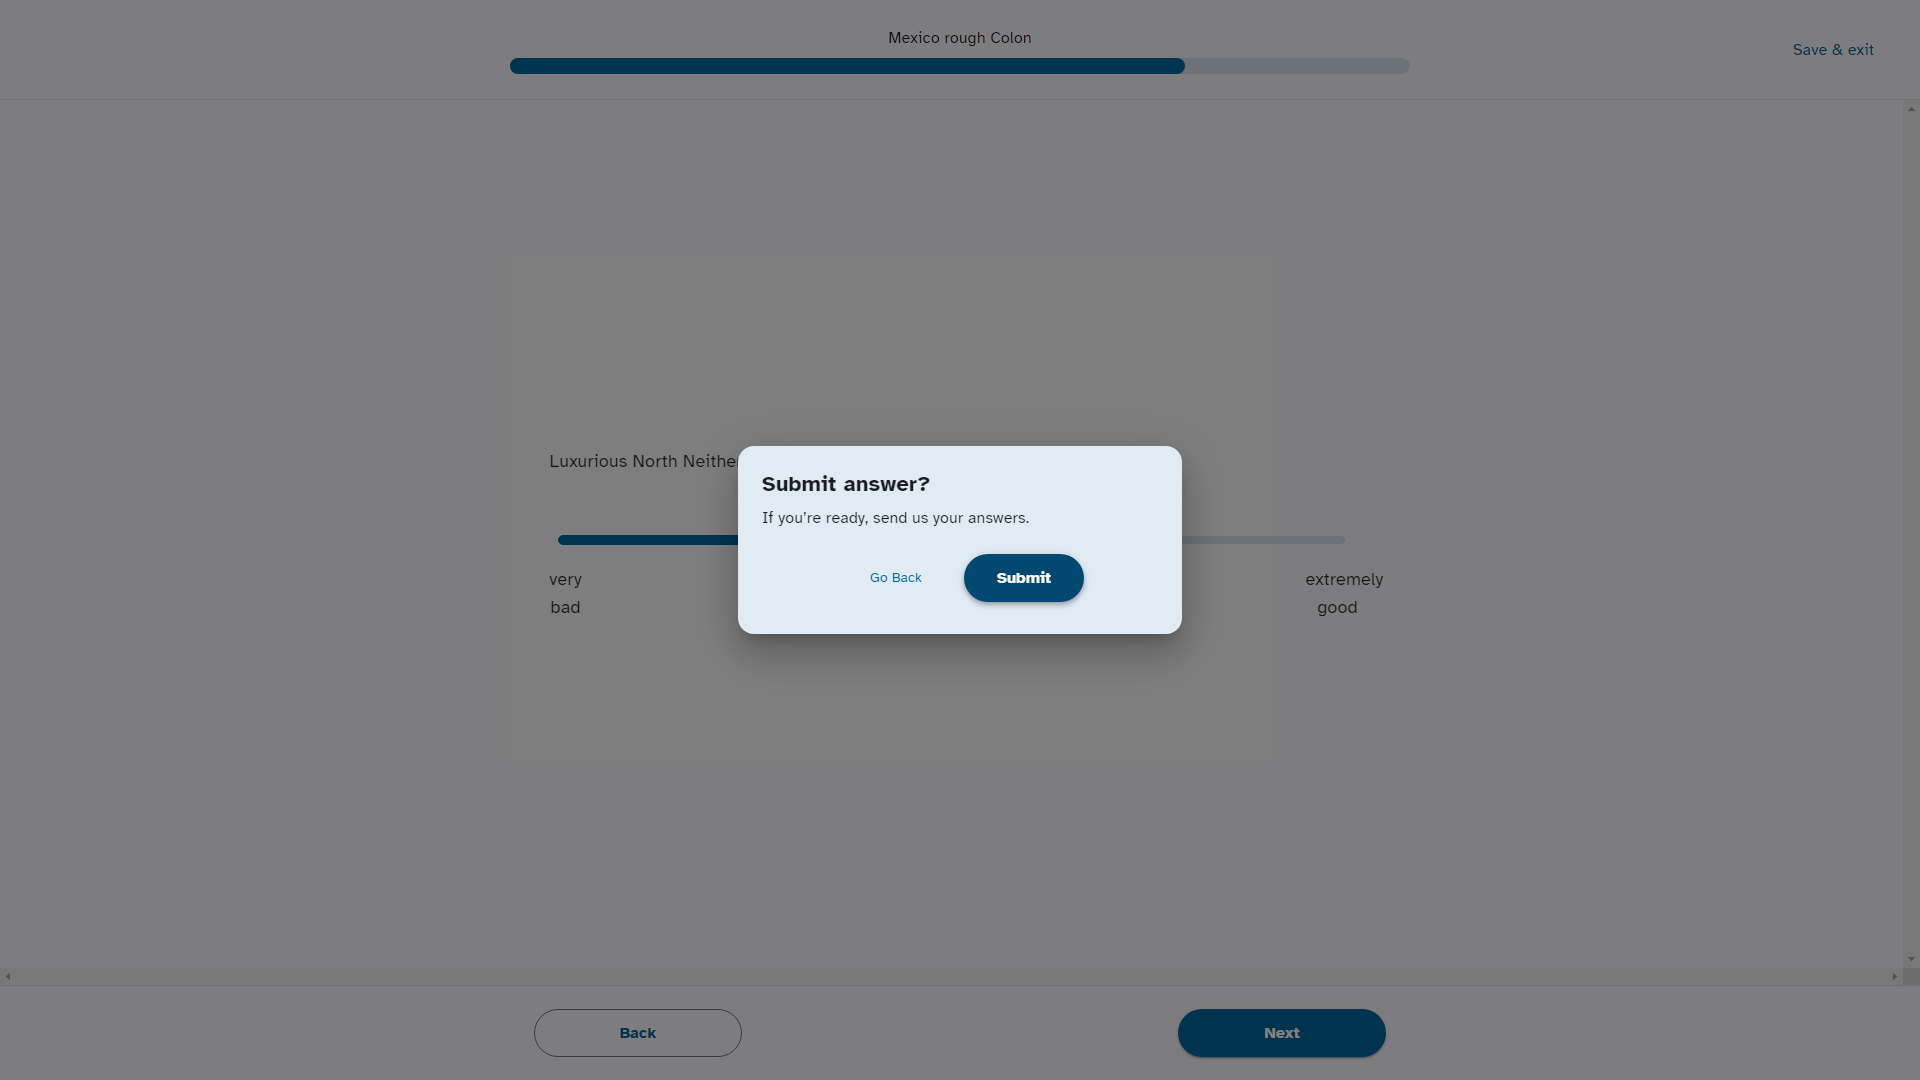 Mexico rough Colon
Save & exit
Luxurious North
Submit answer?
If you’re ready, send us your answers.
Go Back
Submit
very
bad
extremely
good
Back
Next